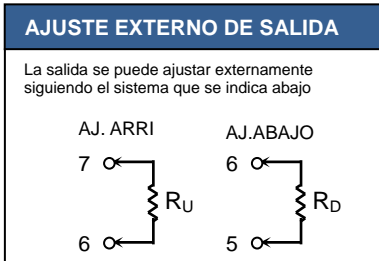 AJUSTE EXTERNO DE SALIDA
La salida se puede ajustar externamente
siguiendo el sistema que se indica abajo
AJ. ARRI AJ.ABAJO
7 6
RU RD
6 5